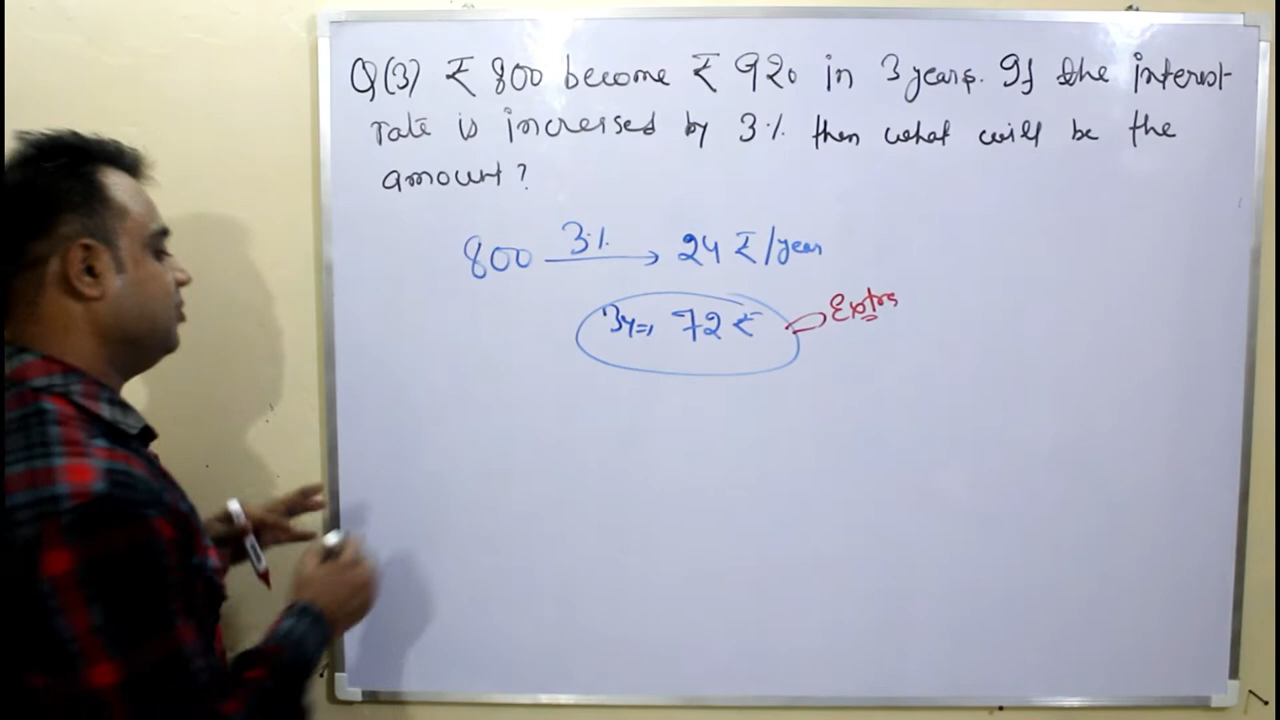 Q(3) ₹ 800 become ₹ 920 in 3 years. If the interest
rate is increased by 3% then what will be the
amount?
800 3% → 24 ₹/year
3y => 72 ₹ Extra